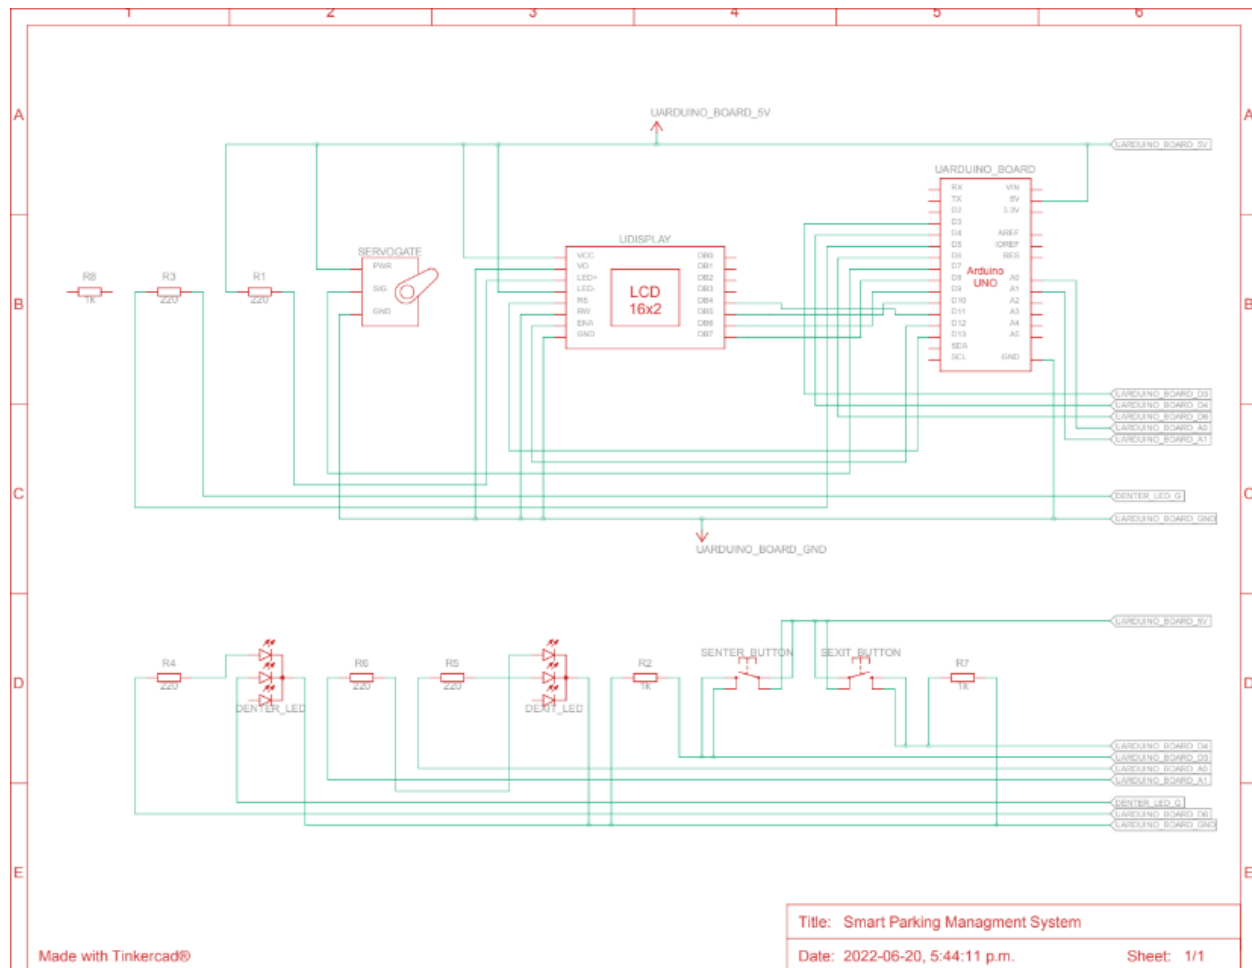 1 2 3 4 5 6
A A
UARDUINO_BOARD_5V
UARDUINO_BOARD_5V
UARDUINO_BOARD
RX VIN
TX 5V
D2 3.3V
D3
D4 AREF
D5 IOREF
D6 RES
D7
D8 A0
D9 A1
D10 A2
D11 A3
D12 A4
D13 A5
SDA
SCL GND
Arduino
UNO
UDISPLAY
VCC DB0
VO DB1
LED+ DB2
LED- DB3
RS DB4
RW DB5
ENA DB6
GND DB7
LCD
16x2
SERVOGATE
PWR
SIG
GND
R8 R3 R1
1k 220 220
B B
UARDUINO_BOARD_D3
UARDUINO_BOARD_D4
UARDUINO_BOARD_D6
UARDUINO_BOARD_A0
UARDUINO_BOARD_A1
C C
DENTER_LED_G
UARDUINO_BOARD_GND
UARDUINO_BOARD_GND
UARDUINO_BOARD_5V
SENTER_BUTTON SEXIT_BUTTON
R4 R6 R5 R2 R7
220 220 220 1k 1k
D D
DENTER_LED DEXIT_LED
UARDUINO_BOARD_D4
UARDUINO_BOARD_D3
UARDUINO_BOARD_A0
UARDUINO_BOARD_A1
DENTER_LED_G
UARDUINO_BOARD_D6
UARDUINO_BOARD_GND
E E
Title: Smart Parking Managment System
Made with Tinkercad®
Date: 2022-06-20, 5:44:11 p.m. Sheet: 1/1